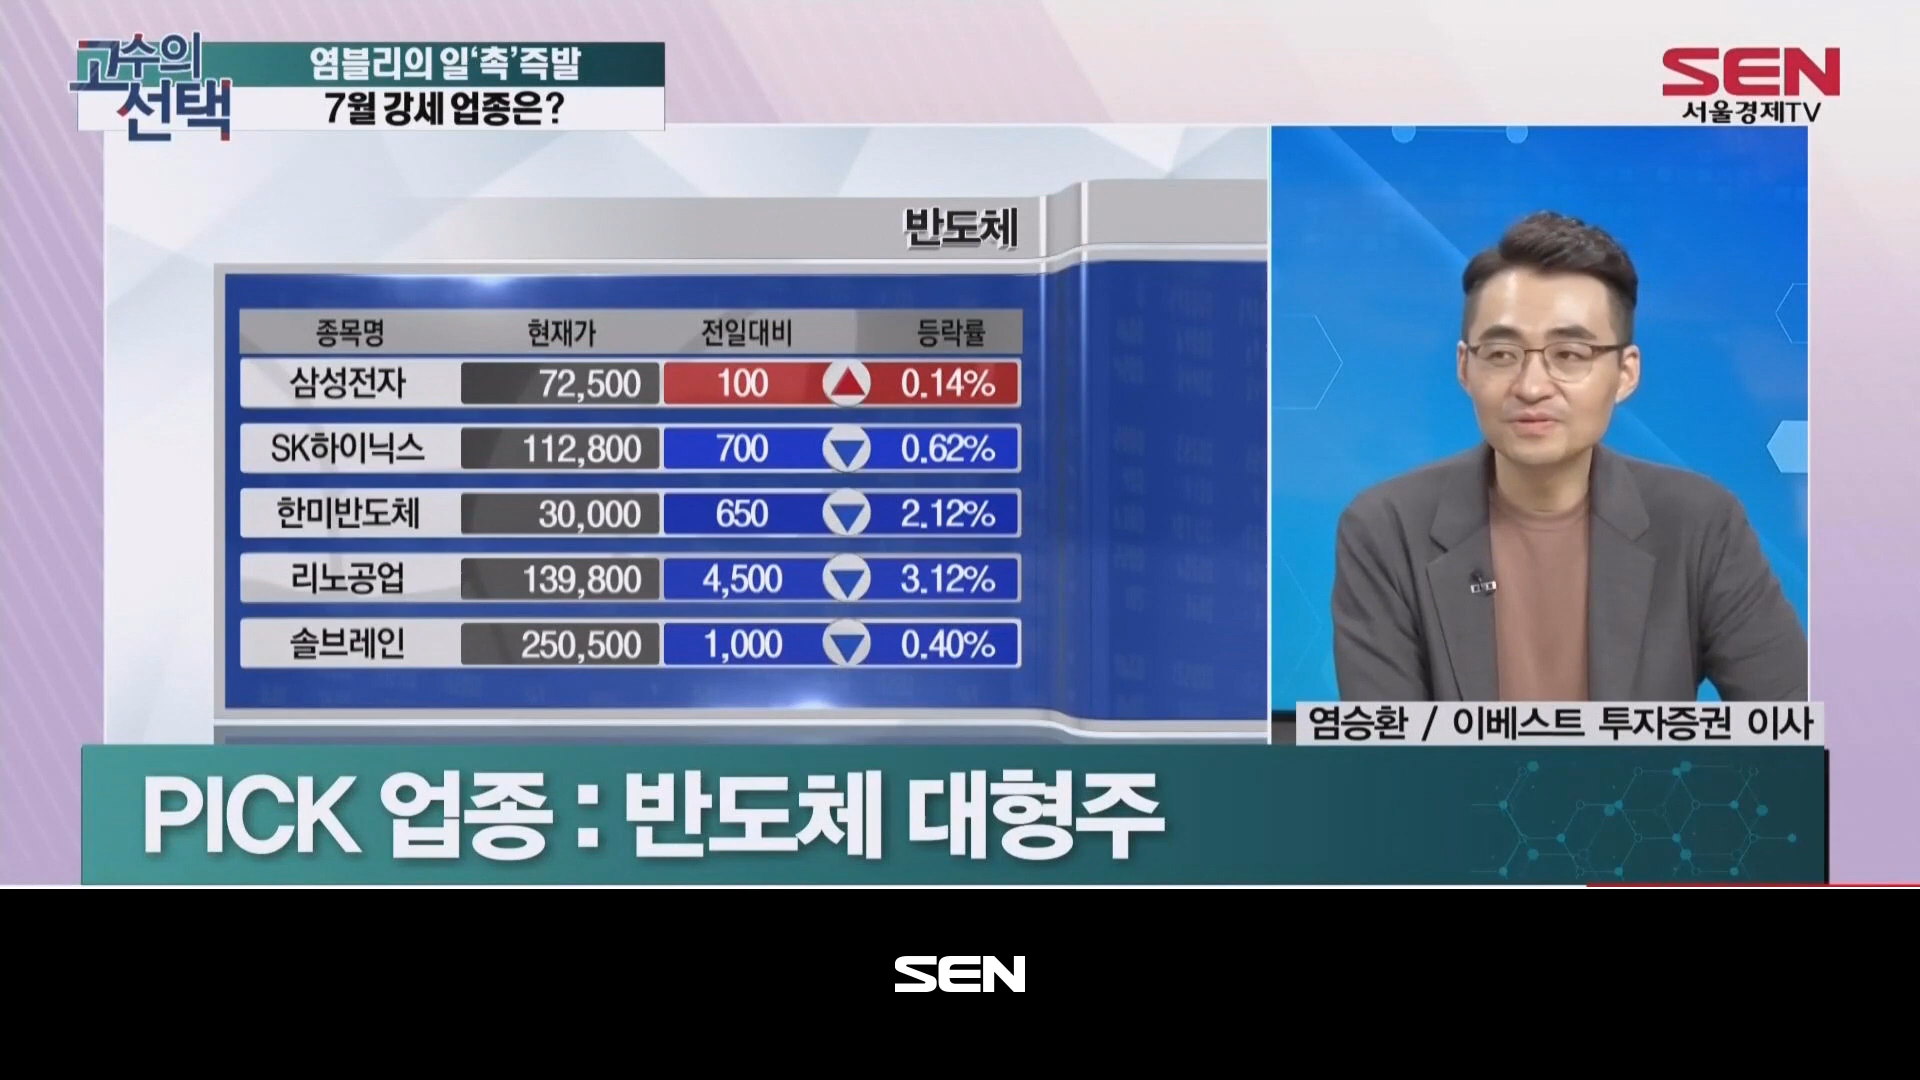 고수의
선택
염블리의 일‘촉’즉발
7월 강세 업종은?
SEN
서울경제TV
반도체
종목명 현재가 전일대비 등락률
삼성전자 72,500 100 ▲ 0.14%
SK하이닉스 112,800 700 ▼ 0.62%
한미반도체 30,000 650 ▼ 2.12%
리노공업 139,800 4,500 ▼ 3.12%
솔브레인 250,500 1,000 ▼ 0.40%
염승환 / 이베스트 투자증권 이사
PICK 업종 : 반도체 대형주
SEN